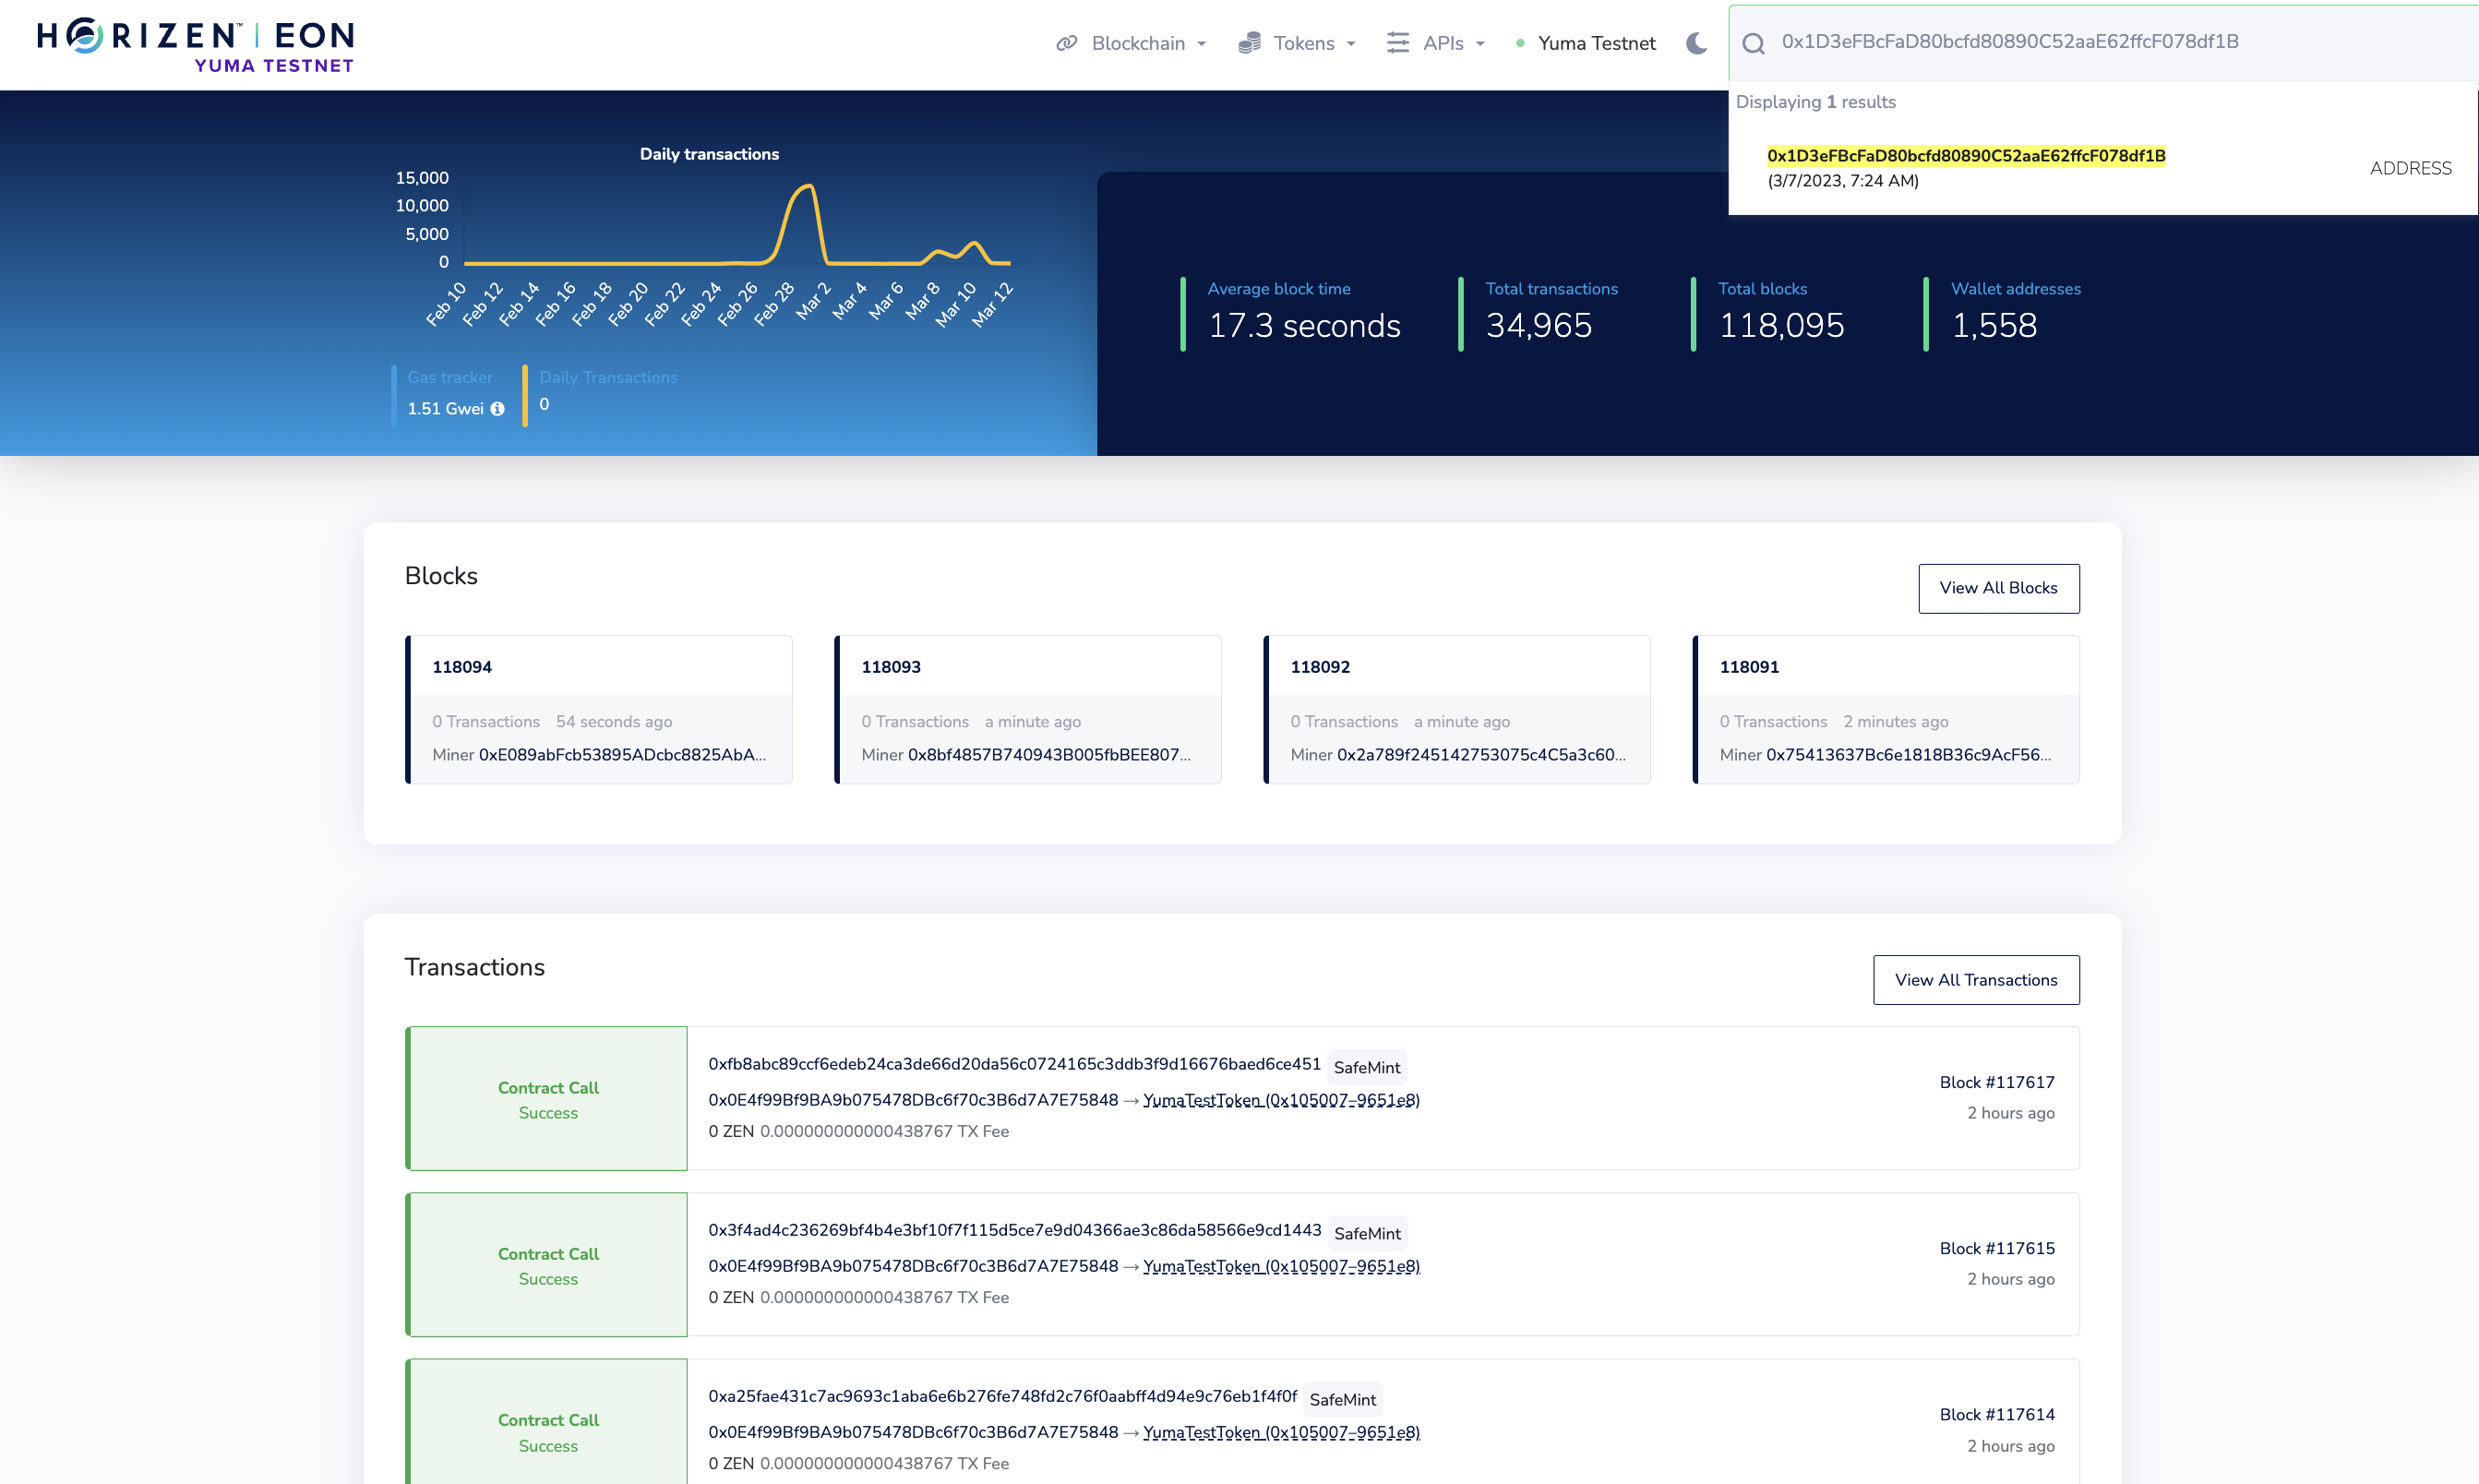 HORIZEN™ | EON
YUMA TESTNET
Blockchain
Tokens
APIs
Yuma Testnet
0x1D3eFBcFaD80bcfd80890C52aaE62ffcF078df1B
Displaying 1 results
0x1D3eFBcFaD80bcfd80890C52aaE62ffcF078df1B
(3/7/2023, 7:24 AM)
ADDRESS
Daily transactions
15,000
10,000
5,000
0
Feb 10
Feb 12
Feb 14
Feb 16
Feb 18
Feb 20
Feb 22
Feb 24
Feb 26
Feb 28
Mar 2
Mar 4
Mar 6
Mar 8
Mar 10
Mar 12
Gas tracker
1.51 Gwei
Daily Transactions
0
Average block time
17.3 seconds
Total transactions
34,965
Total blocks
118,095
Wallet addresses
1,558
Blocks
View All Blocks
118094
0 Transactions 54 seconds ago
Miner 0xE089abFcb53895ADcbc8825AbA...
118093
0 Transactions a minute ago
Miner 0x8bf4857B740943B005fbBEE807...
118092
0 Transactions a minute ago
Miner 0x2a789f245142753075c4C5a3c60...
118091
0 Transactions 2 minutes ago
Miner 0x75413637Bc6e1818B36c9AcF56...
Transactions
View All Transactions
Contract Call
Success
0xfb8abc89ccf6edeb24ca3de66d20da56c0724165c3ddb3f9d16676baed6ce451 SafeMint
0x0E4f99Bf9BA9b075478DBc6f70c3B6d7A7E75848 → YumaTestToken (0x105007–9651e8)
0 ZEN 0.000000000000438767 TX Fee
Block #117617
2 hours ago
Contract Call
Success
0x3f4ad4c236269bf4b4e3bf10f7f115d5ce7e9d04366ae3c86da58566e9cd1443 SafeMint
0x0E4f99Bf9BA9b075478DBc6f70c3B6d7A7E75848 → YumaTestToken (0x105007–9651e8)
0 ZEN 0.000000000000438767 TX Fee
Block #117615
2 hours ago
Contract Call
Success
0xa25fae431c7ac9693c1aba6e6b276fe748fd2c76f0aabff4d94e9c76eb1f4f0f SafeMint
0x0E4f99Bf9BA9b075478DBc6f70c3B6d7A7E75848 → YumaTestToken (0x105007–9651e8)
0 ZEN 0.000000000000438767 TX Fee
Block #117614
2 hours ago